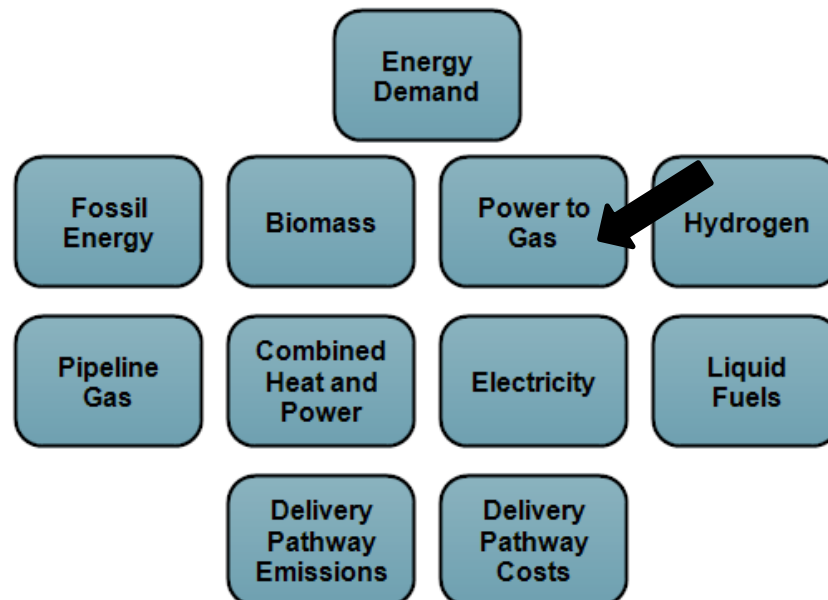 Energy
Demand
Fossil
Energy
Biomass
Power to
Gas
Hydrogen
Pipeline
Gas
Combined
Heat and
Power
Electricity
Liquid
Fuels
Delivery
Pathway
Emissions
Delivery
Pathway
Costs